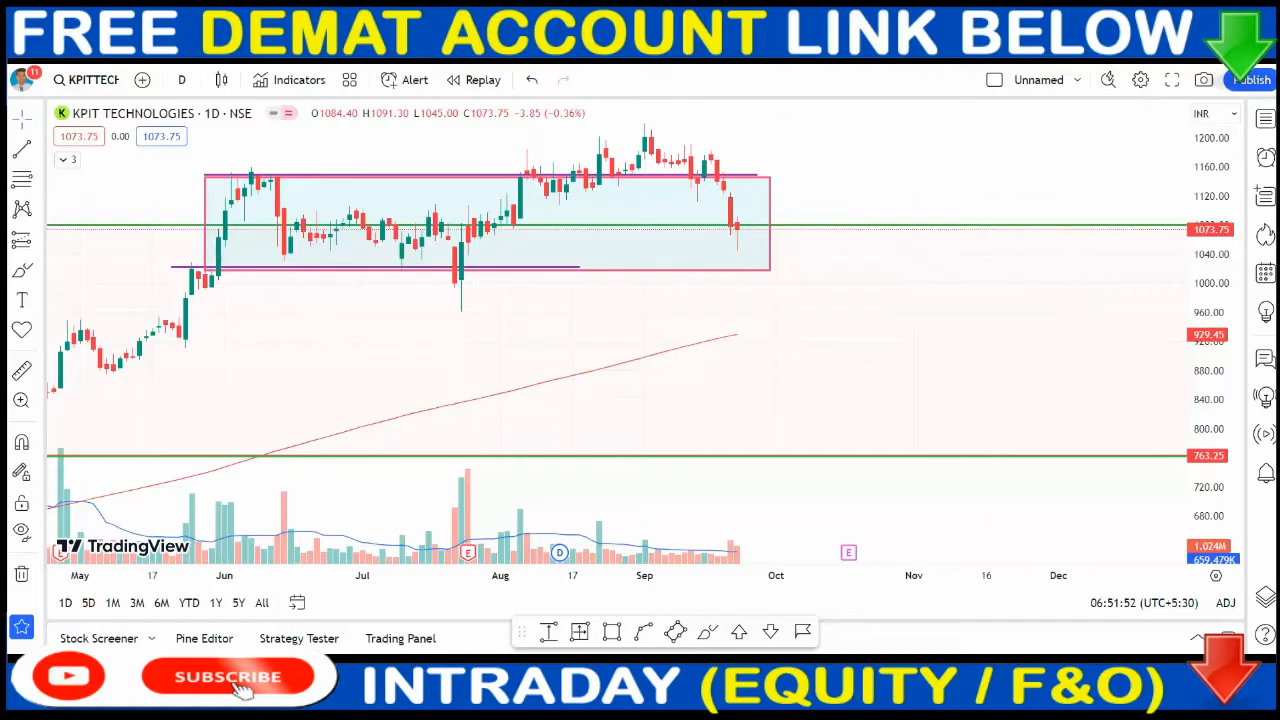 FREE DEMAT ACCOUNT LINK BELOW
11 KPITTECH D Indicators Alert Replay Unnamed Publish
K KPIT TECHNOLOGIES · 1D · NSE O1084.40 H1091.30 L1045.00 C1073.75 -3.85 (-0.36%) INR
1073.75 0.00 1073.75
3
1200.00
1160.00
1120.00
1073.75
1040.00
1000.00
960.00
929.45
920.00
880.00
840.00
800.00
763.25
720.00
680.00
1.024M
659.479K
TradingView
E E D E
May 17 Jun Jul Aug 17 Sep Oct Nov 16 Dec
1D 5D 1M 3M 6M YTD 1Y 5Y All 06:51:52 (UTC+5:30) ADJ
Stock Screener Pine Editor Strategy Tester Trading Panel
SUBSCRIBE
INTRADAY (EQUITY / F&O)